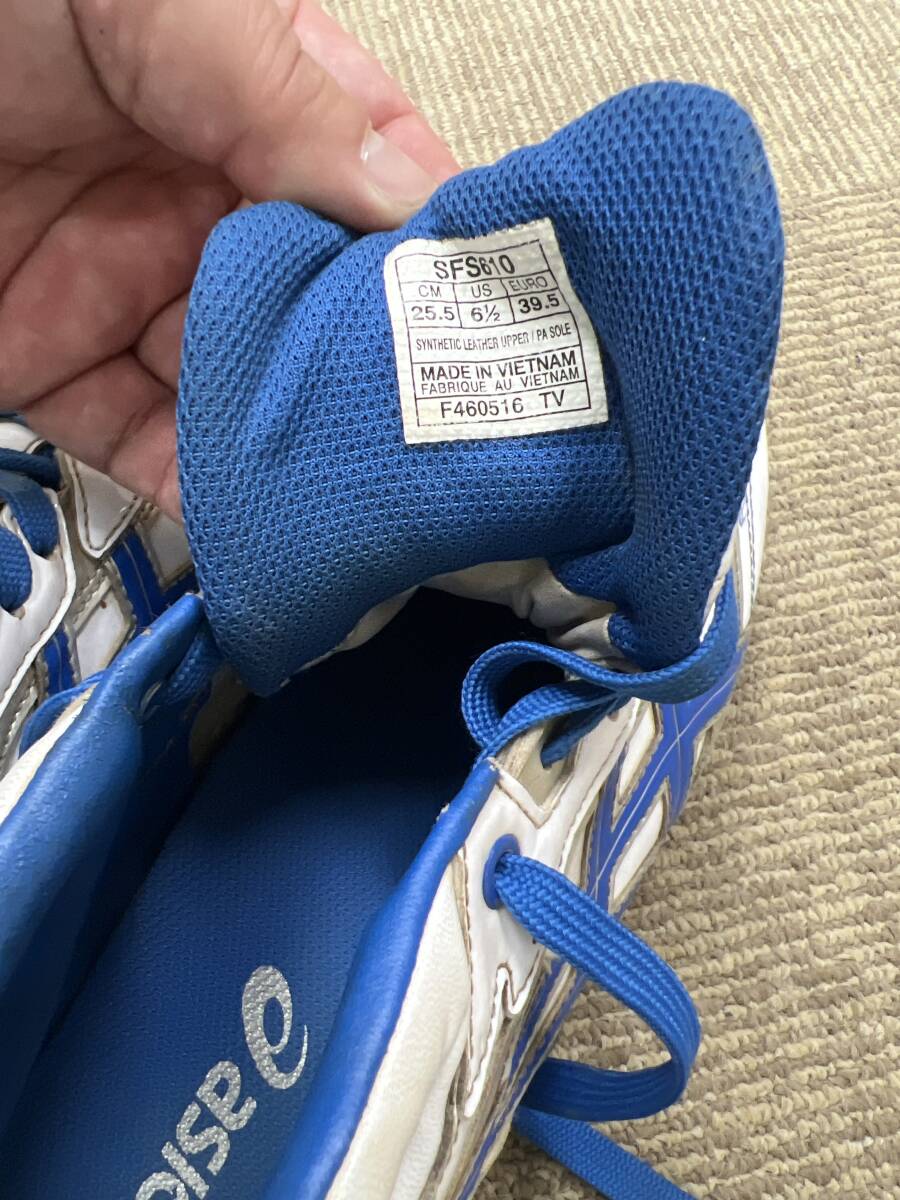 SFS610
CM US EURO
25.5 6½ 39.5
SYNTHETIC LEATHER UPPER / PA SOLE
MADE IN VIETNAM
FABRIQUE AU VIETNAM
F460516 TV
asic